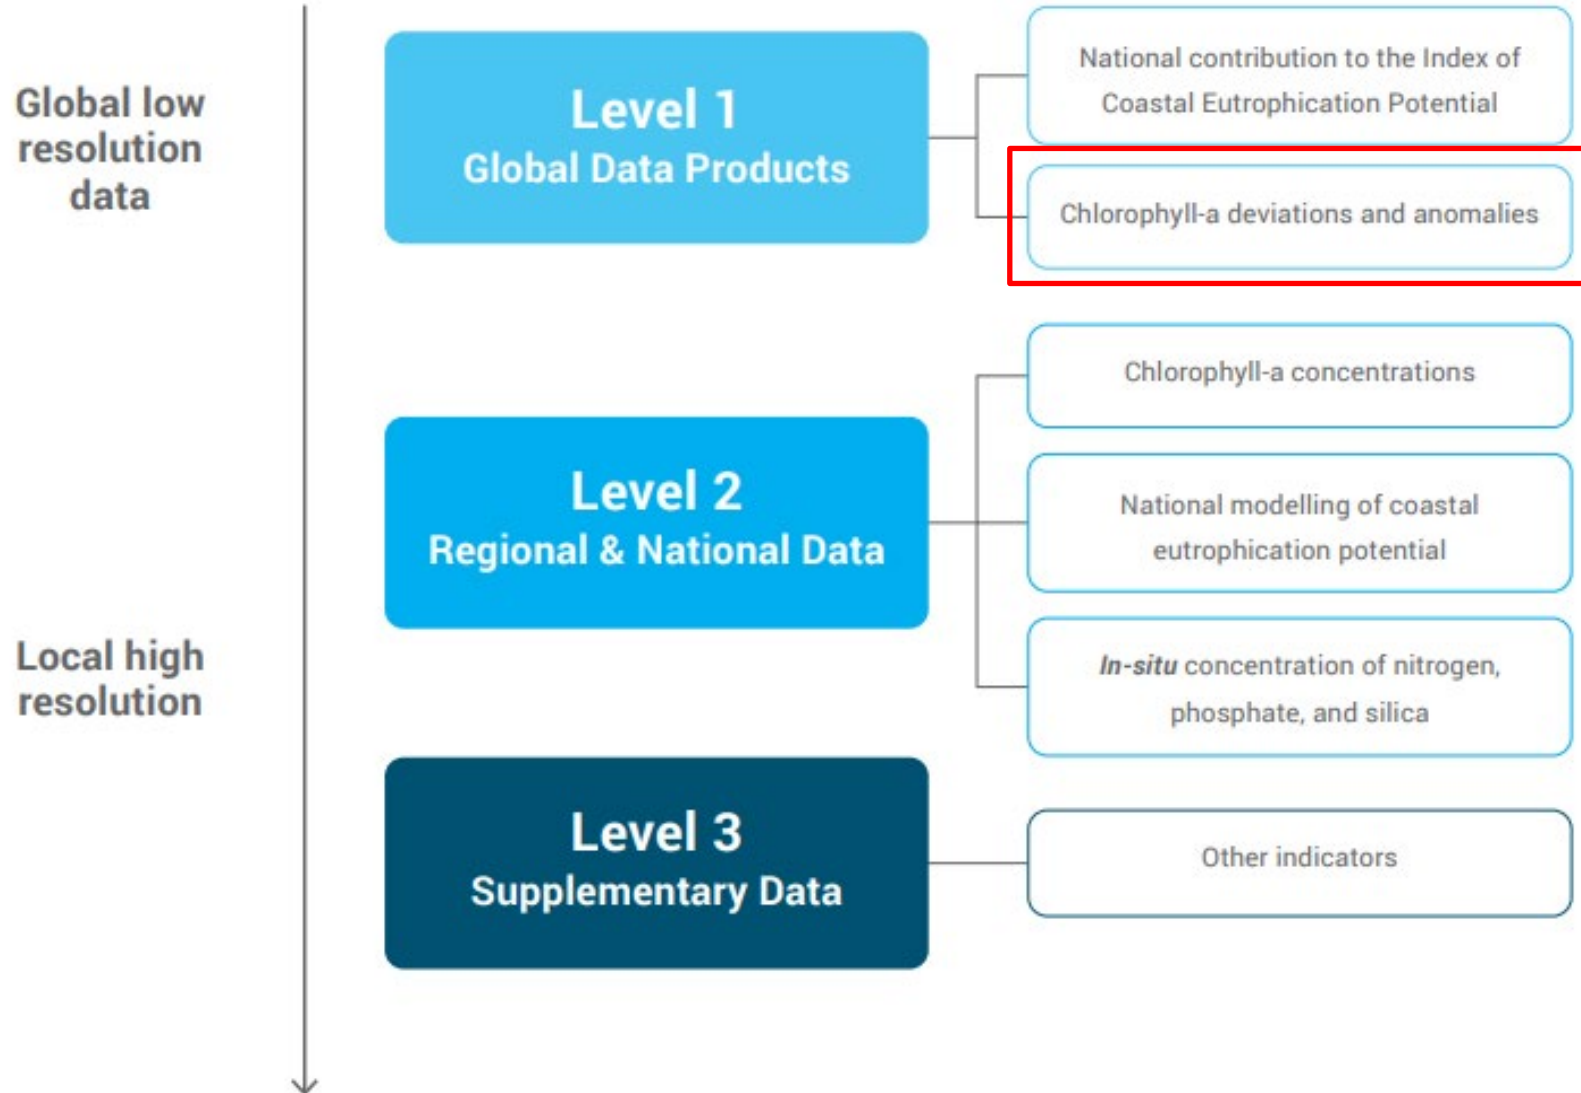 Global low
resolution
data
Level 1
Global Data Products
National contribution to the Index of
Coastal Eutrophication Potential
Chlorophyll-a deviations and anomalies
Level 2
Regional & National Data
Chlorophyll-a concentrations
National modelling of coastal
eutrophication potential
In-situ concentration of nitrogen,
phosphate, and silica
Local high
resolution
Level 3
Supplementary Data
Other indicators